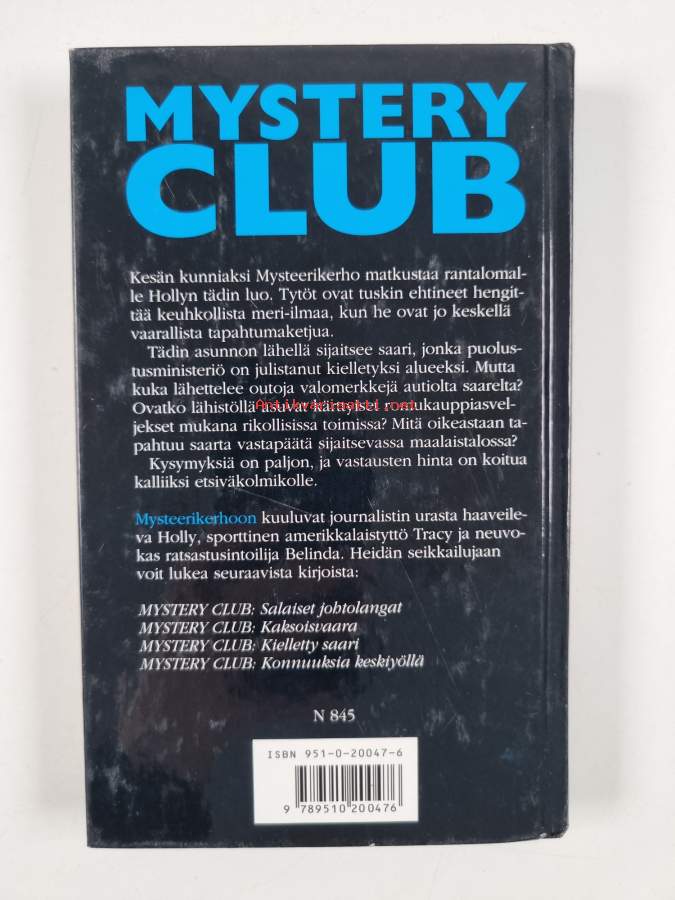 MYSTERY
CLUB
Kesän kunniaksi Mysteerikerho matkustaa rantalomal-
le Hollyn tädin luo. Tytöt ovat tuskin ehtineet hengit-
tää keuhkollista meri-ilmaa, kun he ovat jo keskellä
vaarallista tapahtumaketjua.
Tädin asunnon lähellä sijaitsee saari, jonka puolus-
tusministeriö on julistanut kielletyksi alueeksi. Mutta
kuka lähettelee outoja valomerkkejä autiolta saarelta?
Ovatko lähistöllä asuvat äreät romukauppiasvel-
jekset mukana rikollisissa toimissa? Mitä oikeastaan ta-
pahtuu saarta vastapäätä sijaitsevassa maalaistalossa?
Kysymyksiä on paljon, ja vastausten hinta on koitua
kalliiksi etsiväkolmikolle.
Mysteerikerhoon kuuluvat journalistin urasta haaveile-
va Holly, sporttinen amerikkalaistyttö Tracy ja neuvo-
kas ratsastusintoilija Belinda. Heidän seikkailujaan
voit lukea seuraavista kirjoista:
MYSTERY CLUB: Salaiset johtolangat
MYSTERY CLUB: Kaksoisvaara
MYSTERY CLUB: Kielletty saari
MYSTERY CLUB: Konnuuksia keskiyöllä
N 845
ISBN 951-0-20047-6
9 789510 200476